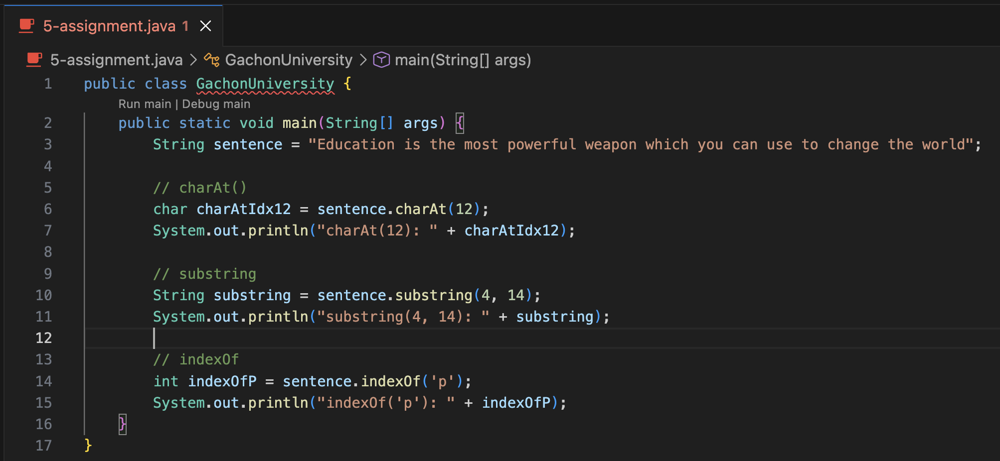 5-assignment.java 1
5-assignment.java > GachonUniversity > main(String[] args)
1 public class GachonUniversity {
Run main | Debug main
2 public static void main(String[] args) {
3 String sentence = "Education is the most powerful weapon which you can use to change the world";
4
5 // charAt()
6 char charAtIdx12 = sentence.charAt(12);
7 System.out.println("charAt(12): " + charAtIdx12);
8
9 // substring
10 String substring = sentence.substring(4, 14);
11 System.out.println("substring(4, 14): " + substring);
12
13 // indexOf
14 int indexOfP = sentence.indexOf('p');
15 System.out.println("indexOf('p'): " + indexOfP);
16 }
17 }